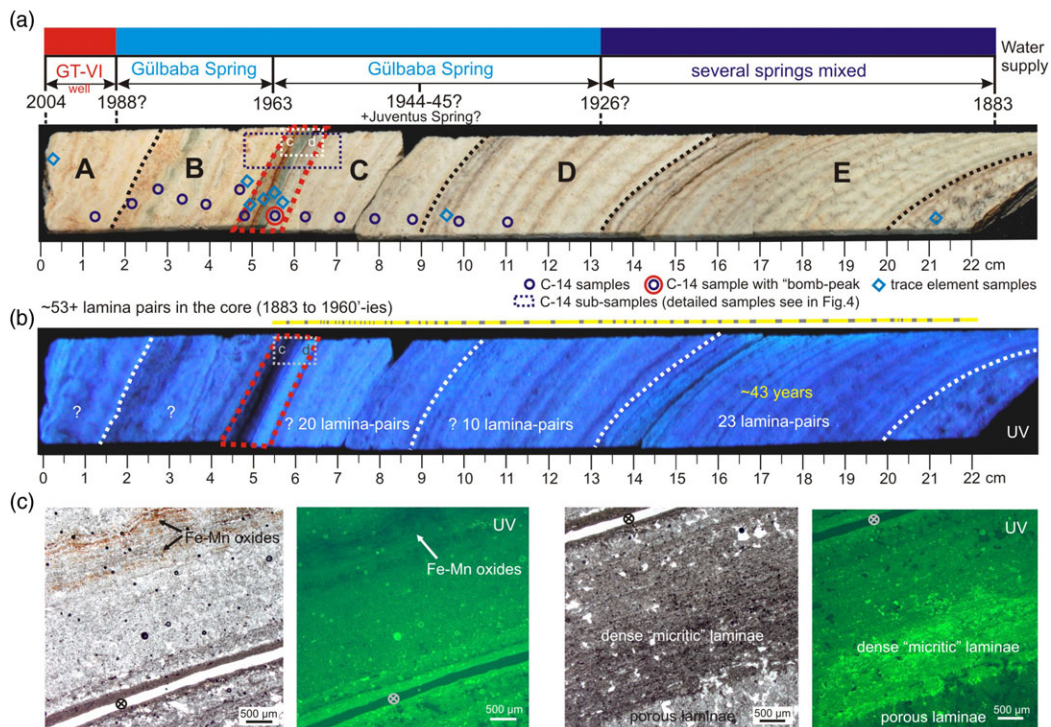 (a)
GT-VI
well
Gülbaba Spring
Gülbaba Spring
several springs mixed
Water
supply
2004
1988?
1963
1944-45?
+Juventus Spring?
1926?
1883
A
B
c
d
C
D
E
0 1 2 3 4 5 6 7 8 9 10 11 12 13 14 15 16 17 18 19 20 21 22 cm
C-14 samples
C-14 sample with "bomb-peak
trace element samples
C-14 sub-samples (detailed samples see in Fig.4)
~53+ lamina pairs in the core (1883 to 1960'-ies)
(b)
c
d
?
?
? 20 lamina-pairs
? 10 lamina-pairs
~43 years
23 lamina-pairs
UV
0 1 2 3 4 5 6 7 8 9 10 11 12 13 14 15 16 17 18 19 20 21 22 cm
(c)
Fe-Mn oxides
500 µm
UV
Fe-Mn oxides
500 µm
dense "micritic" laminae
porous laminae
500 µm
UV
dense "micritic" laminae
porous laminae
500 µm